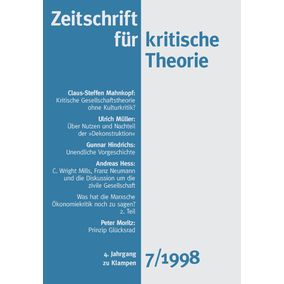 Zeitschrift
für kritische
Theorie
Claus-Steffen Mahnkopf:
Kritische Gesellschaftstheorie
ohne Kulturkritik?
Ulrich Müller:
Über Nutzen und Nachteil
der »Dekonstruktion«
Gunnar Hindrichs:
Unendliche Vorgeschichte
Andreas Hess:
C. Wright Mills, Franz Neumann
und die Diskussion um die
zivile Gesellschaft
Was hat die Marxsche
Ökonomiekritik noch zu sagen?
2. Teil
Peter Moritz:
Prinzip Glücksrad
4. Jahrgang
zu Klampen
7/1998